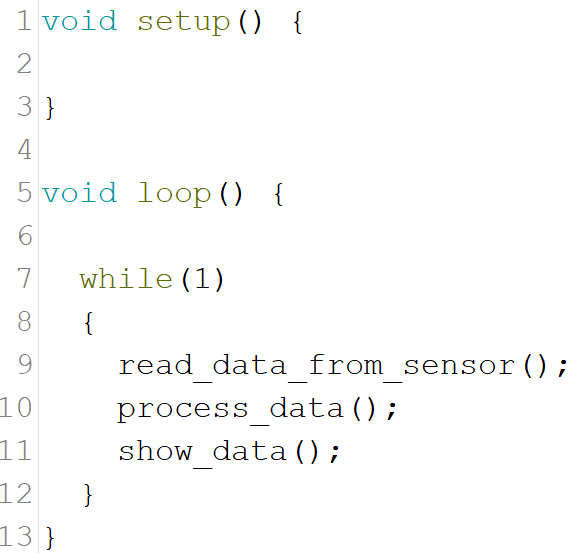 1 void setup() {
2
3 }
4
5 void loop() {
6
7   while(1)
8   {
9     read_data_from_sensor();
10     process_data();
11     show_data();
12   }
13 }